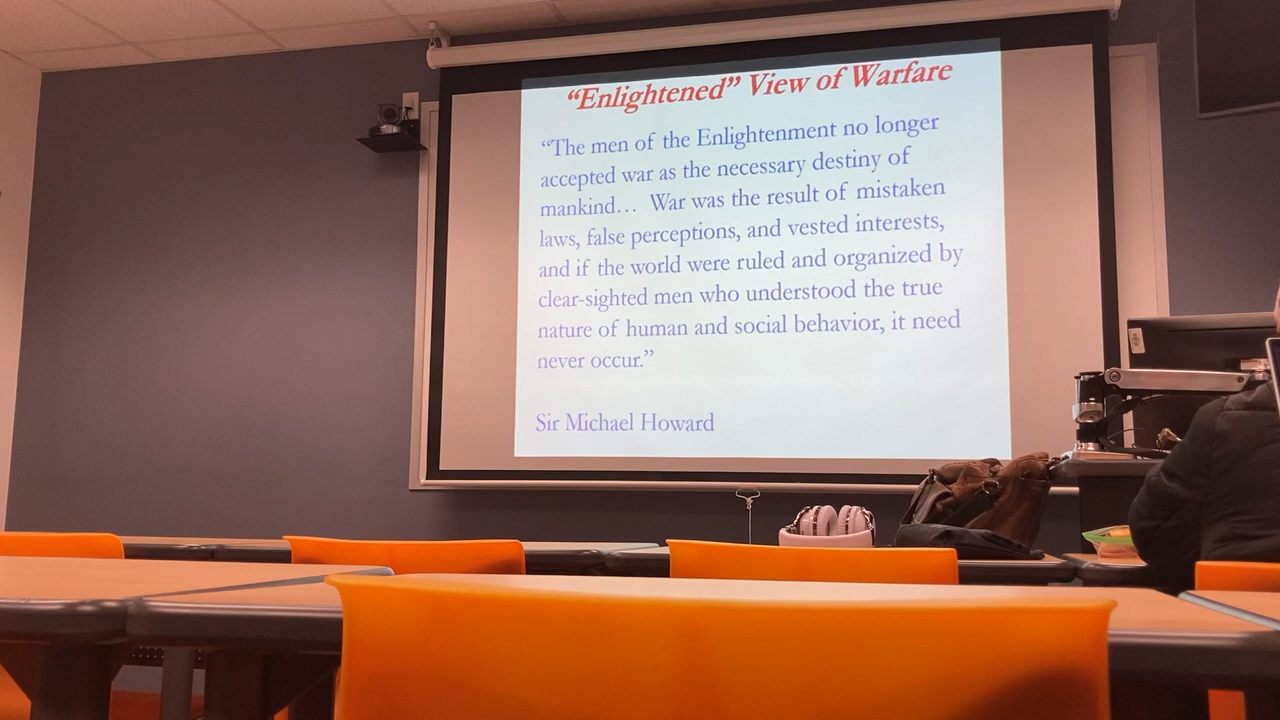 “Enlightened” View of Warfare
“The men of the Enlightenment no longer
accepted war as the necessary destiny of
mankind… War was the result of mistaken
laws, false perceptions, and vested interests,
and if the world were ruled and organized by
clear-sighted men who understood the true
nature of human and social behavior, it need
never occur.”
Sir Michael Howard